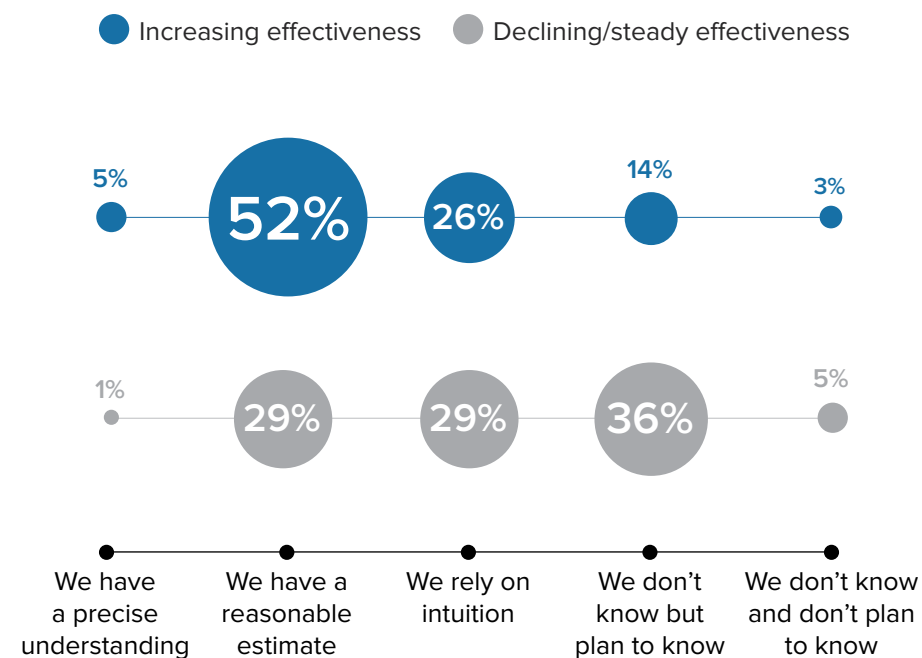 Increasing effectiveness
Declining/steady effectiveness
5%
52%
26%
14%
3%
1%
29%
29%
36%
5%
We have
a precise
understanding
We have a
reasonable
estimate
We rely on
intuition
We don’t
know but
plan to know
We don’t know
and don’t plan
to know